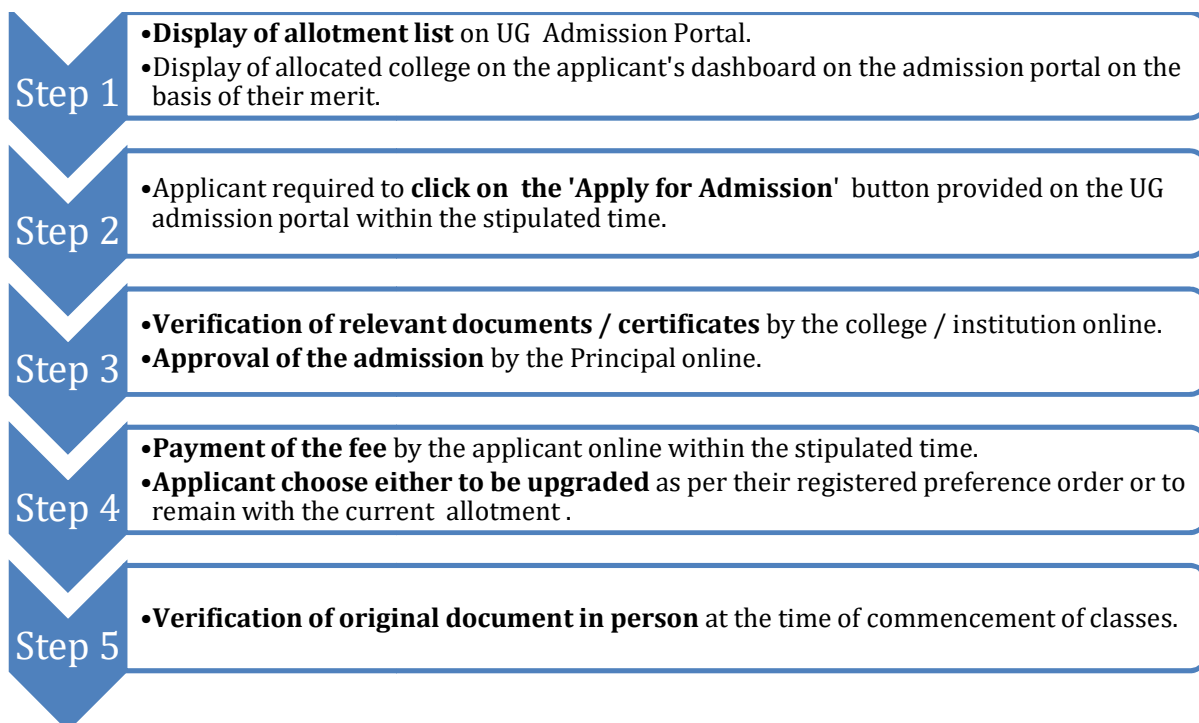 Step 1
•Display of allotment list on UG  Admission Portal.
•Display of allocated college on the applicant's dashboard on the admission portal on the
basis of their merit.
Step 2
•Applicant required to click on  the 'Apply for Admission'  button provided on the UG
admission portal within the stipulated time.
Step 3
•Verification of relevant documents / certificates by the college / institution online.
•Approval of the admission by the Principal online.
Step 4
•Payment of the fee by the applicant online within the stipulated time.
•Applicant choose either to be upgraded as per their registered preference order or to
remain with the current  allotment .
Step 5
•Verification of original document in person at the time of commencement of classes.